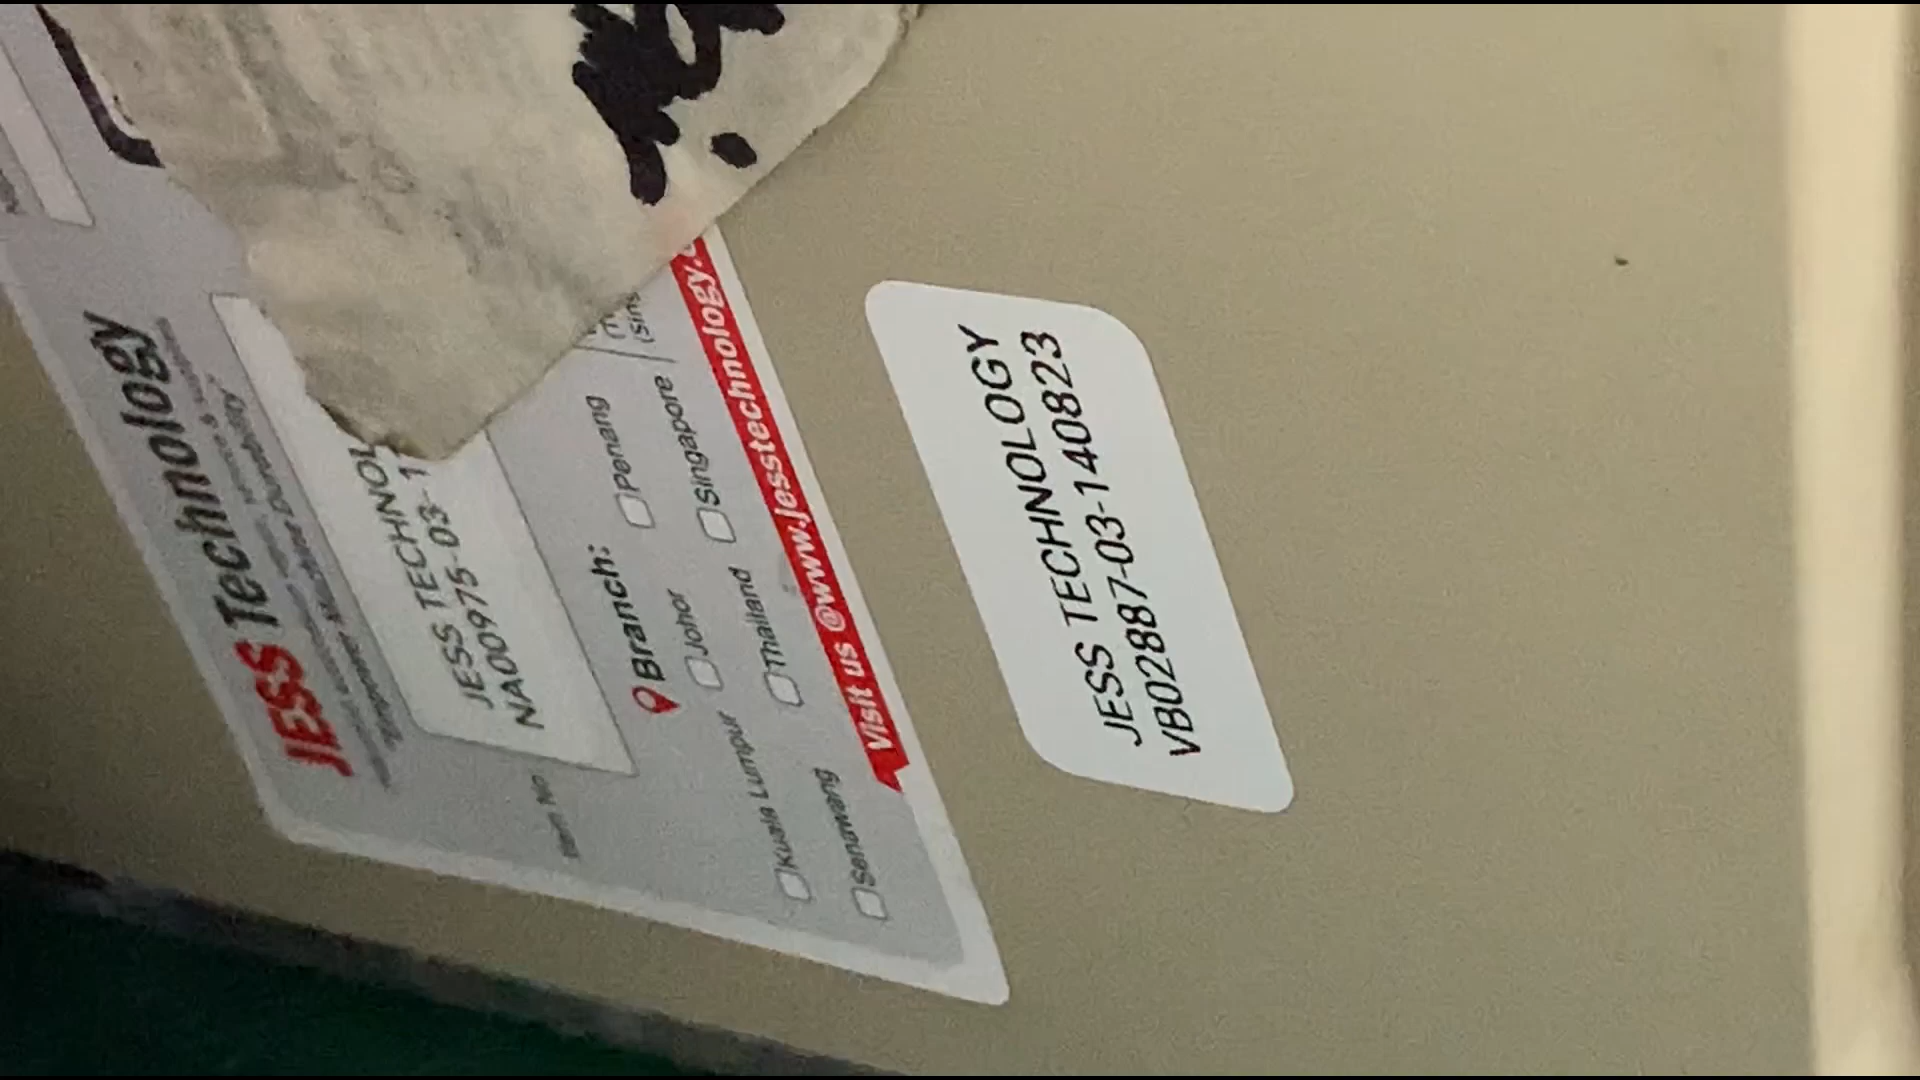 JESS Technology
JESS TECHNOL
NA00975-03-1
Item No
Branch:
Kuala Lumpur
Johor
Penang
Senawang
Thailand
Singapore
Visit us @www.jesstechnology.
JESS TECHNOLOGY
VB02887-03-140823